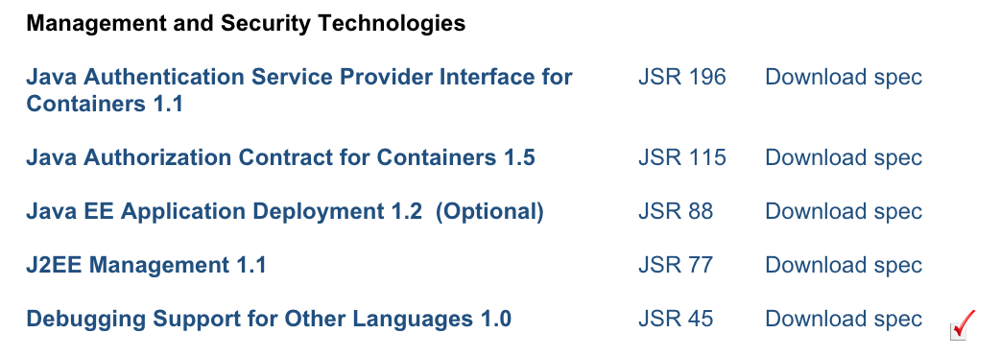 Management and Security Technologies
Java Authentication Service Provider Interface for JSR 196 Download spec
Containers 1.1
Java Authorization Contract for Containers 1.5 JSR 115 Download spec
Java EE Application Deployment 1.2  (Optional) JSR 88 Download spec
J2EE Management 1.1 JSR 77 Download spec
Debugging Support for Other Languages 1.0 JSR 45 Download spec